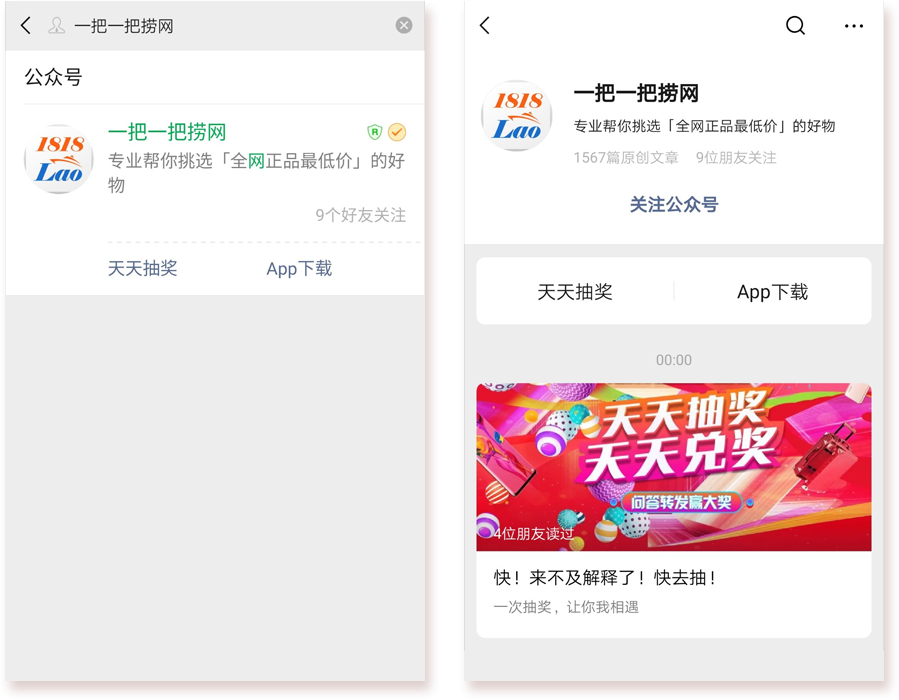 一把一把捞网
公众号
1818
Lao
一把一把捞网
R
专业帮你挑选「全网正品最低价」的好
物
9个好友关注
天天抽奖
App下载
1818
Lao
一把一把捞网
专业帮你挑选「全网正品最低价」的好物
1567篇原创文章 9位朋友关注
关注公众号
天天抽奖
App下载
00:00
天天抽奖
天天兑奖
问答转发赢大奖
4位朋友读过
快！来不及解释了！快去抽！
一次抽奖，让你我相遇